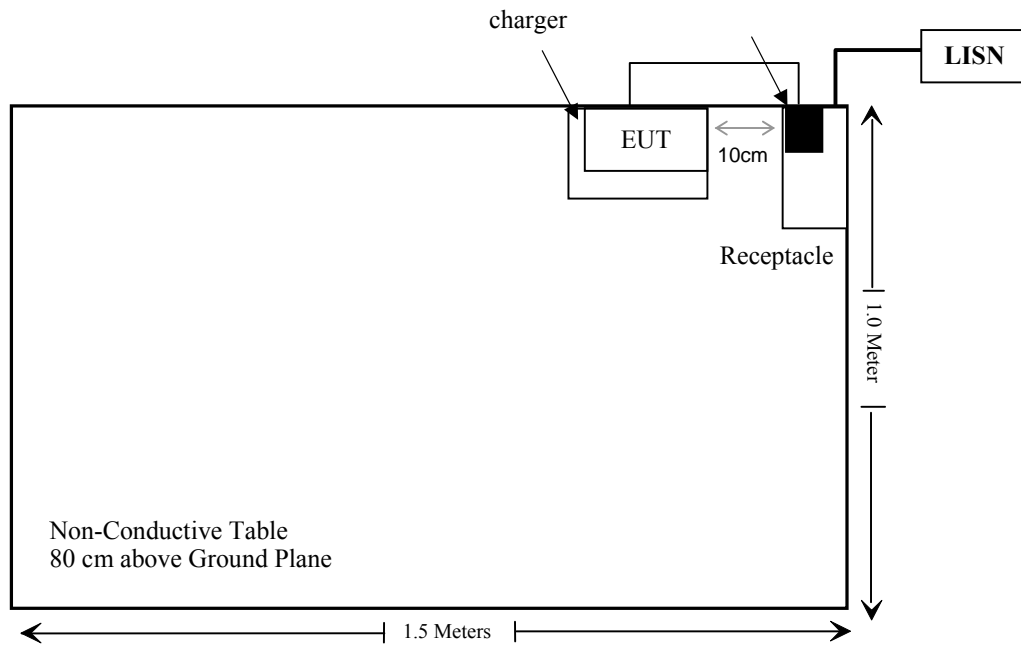 charger
LISN
EUT
10cm
Receptacle
1.0 Meter
Non-Conductive Table
80 cm above Ground Plane
1.5 Meters